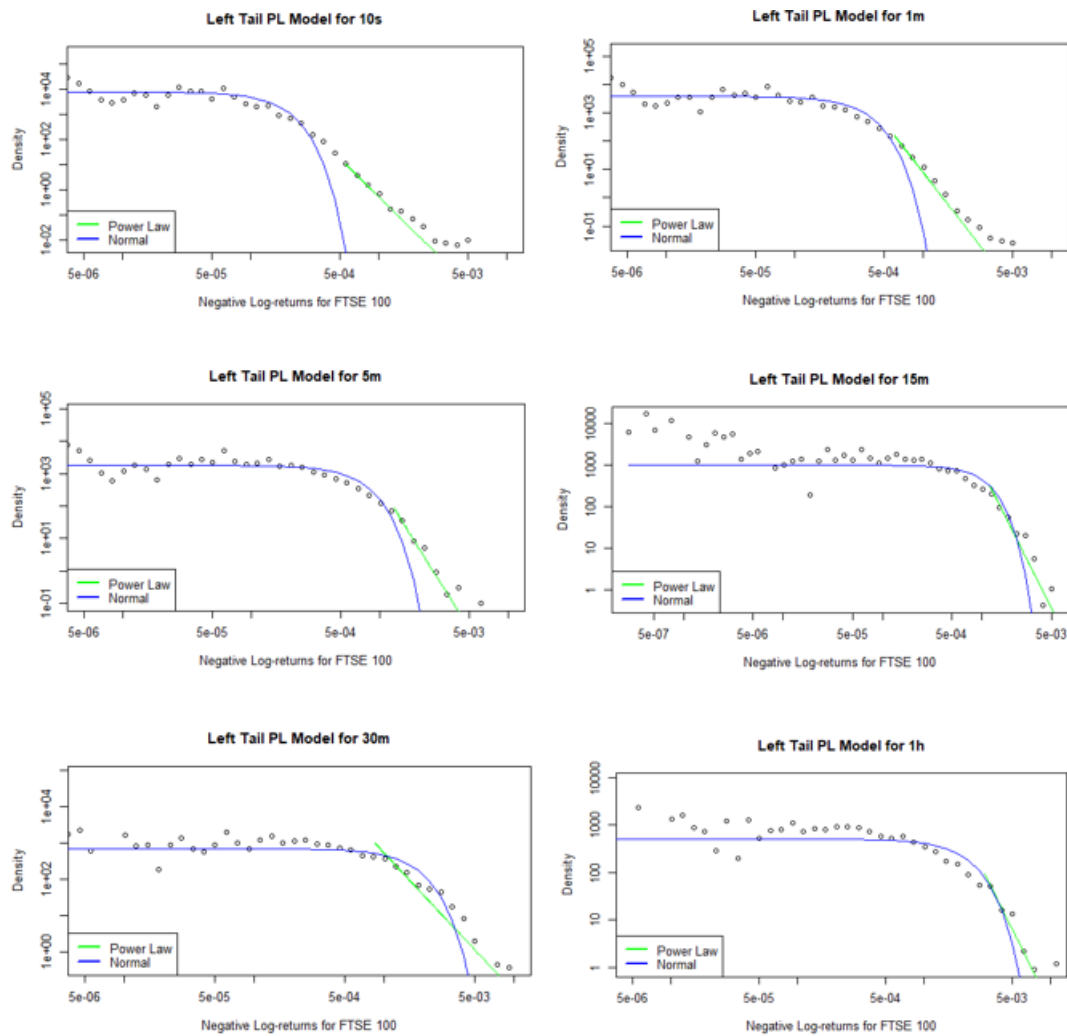 Left Tail PL Model for 10s
Density
1e+04
1e+02
1e+00
1e-02
Power Law
Normal
5e-06 5e-05 5e-04 5e-03
Negative Log-returns for FTSE 100
Left Tail PL Model for 1m
Density
1e+05
1e+03
1e+01
1e-01
Power Law
Normal
5e-06 5e-05 5e-04 5e-03
Negative Log-returns for FTSE 100
Left Tail PL Model for 5m
Density
1e+05
1e+03
1e+01
1e-01
Power Law
Normal
5e-06 5e-05 5e-04 5e-03
Negative Log-returns for FTSE 100
Left Tail PL Model for 15m
Density
10000
1000
100
10
1
Power Law
Normal
5e-07 5e-06 5e-05 5e-04 5e-03
Negative Log-returns for FTSE 100
Left Tail PL Model for 30m
Density
1e+04
1e+02
1e+00
Power Law
Normal
5e-06 5e-05 5e-04 5e-03
Negative Log-returns for FTSE 100
Left Tail PL Model for 1h
Density
10000
1000
100
10
1
Power Law
Normal
5e-06 5e-05 5e-04 5e-03
Negative Log-returns for FTSE 100